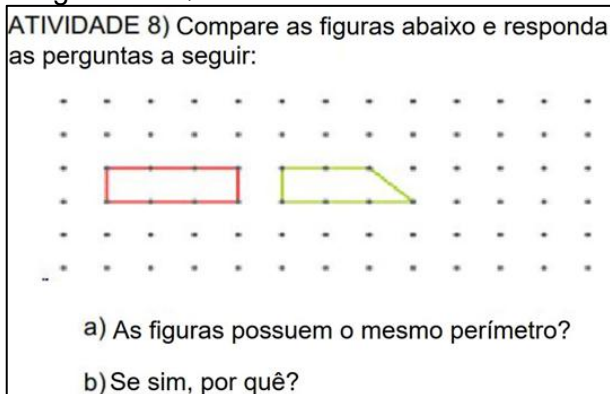 ATIVIDADE 8) Compare as figuras abaixo e responda
as perguntas a seguir:
a) As figuras possuem o mesmo perímetro?
b) Se sim, por quê?